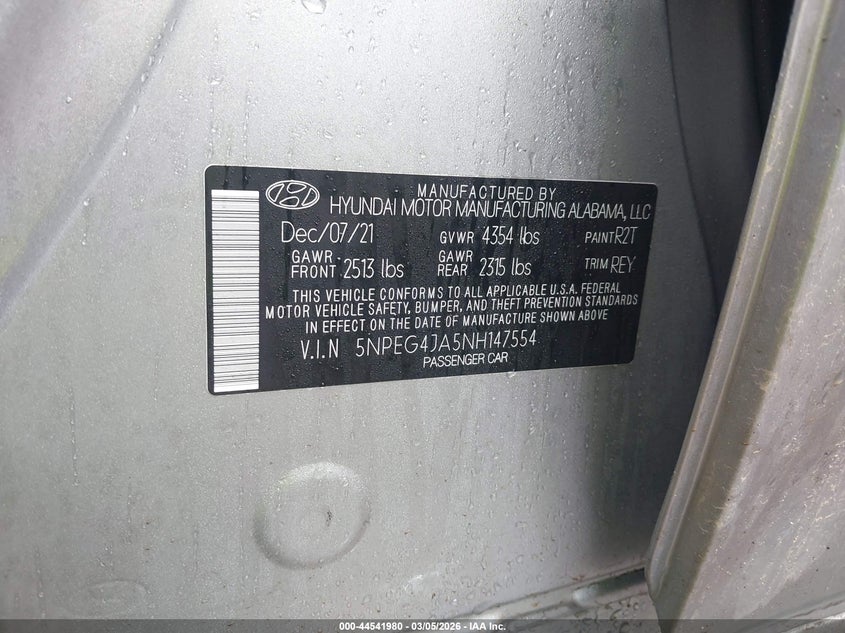 MANUFACTURED BY
HYUNDAI MOTOR MANUFACTURING ALABAMA, LLC
Dec/07/21 GVWR 4354 lbs PAINT R2T
GAWR FRONT 2513 lbs GAWR REAR 2315 lbs TRIM REY
THIS VEHICLE CONFORMS TO ALL APPLICABLE U.S.A. FEDERAL
MOTOR VEHICLE SAFETY, BUMPER, AND THEFT PREVENTION STANDARDS
IN EFFECT ON THE DATE OF MANUFACTURE SHOWN ABOVE
V.I.N 5NPEG4JA5NH147554
PASSENGER CAR
000-44541980 - 03/05/2026 - IAA Inc.